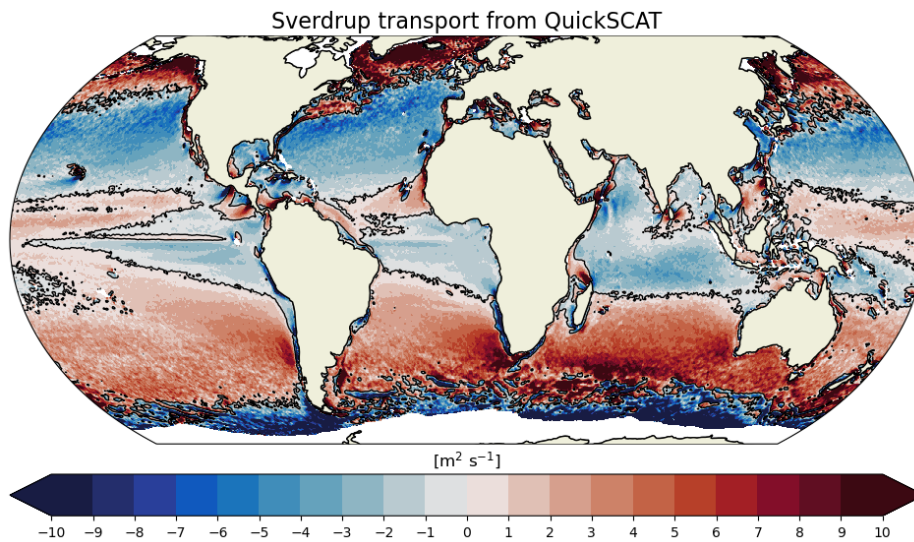 Sverdrup transport from QuickSCAT
[m² s⁻¹]
−10 −9 −8 −7 −6 −5 −4 −3 −2 −1 0 1 2 3 4 5 6 7 8 9 10